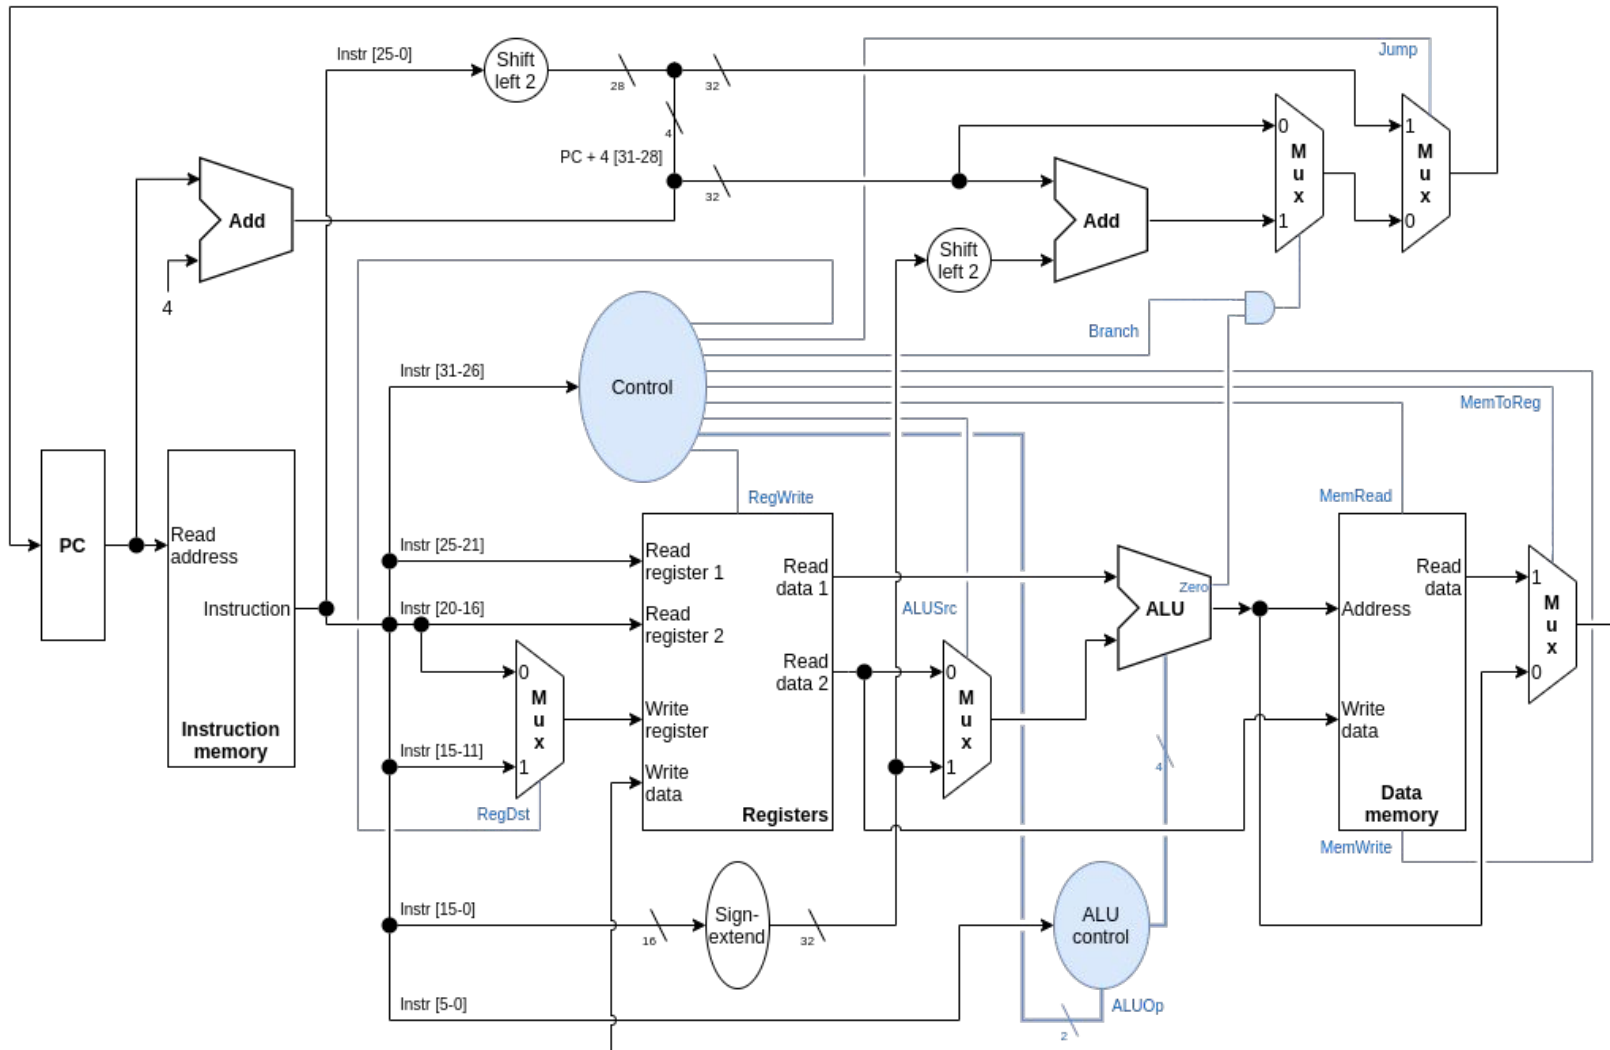 Jump
Instr [25-0]
Shift
left 2
28
32
4
0
1
M
u
x
M
u
x
PC + 4 [31-28]
32
Add
Add
1
0
Shift
left 2
4
Branch
Instr [31-26]
Control
MemToReg
RegWrite
MemRead
PC
Read
address
Instruction
Instruction
memory
Instr [25-21]
Read
register 1
Read
data 1
Instr [20-16]
Read
register 2
Read
data 2
ALUSrc
Zero
ALU
Address
Read
data
1
M
u
x
0
0
M
u
x
1
Write
register
Instr [15-11]
Write
data
RegDst
Registers
0
M
u
x
1
4
Write
data
Data
memory
MemWrite
Instr [15-0]
16
Sign-
extend
32
ALU
control
Instr [5-0]
ALUOp
2